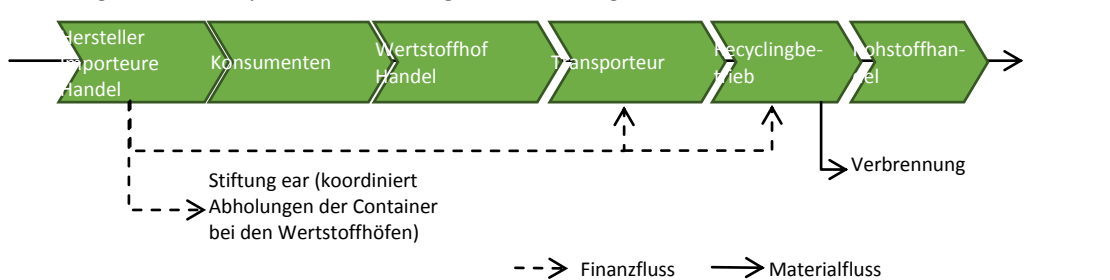 Hersteller
Importeure
Handel
Konsumenten
Wertstoffhof
Handel
Transporteur
Recyclingbe-
trieb
Rohstoffhan-
del
Verbrennung
Stiftung ear (koordiniert
Abholungen der Container
bei den Wertstoffhöfen)
Finanzfluss
Materialfluss